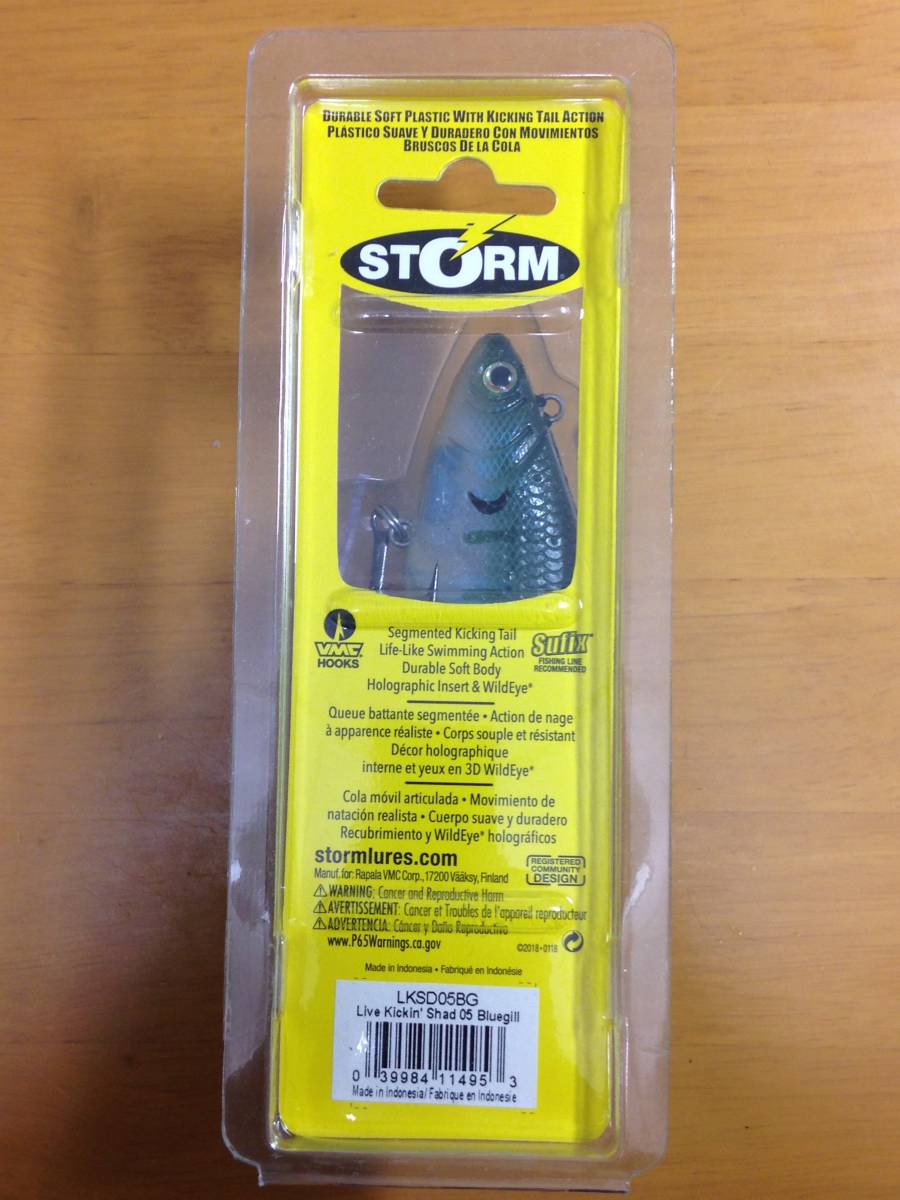 DURABLE SOFT PLASTIC WITH KICKING TAIL ACTION
PLÁSTICO SUAVE Y DURADERO CON MOVIMIENTOS
BRUSCOS DE LA COLA
STORM
VMC
HOOKS
Segmented Kicking Tail
Life-Like Swimming Action
Durable Soft Body
Holographic Insert & WildEye®
Sufix
FISHING LINE
RECOMMENDED
Queue battante segmentée • Action de nage
à apparence réaliste • Corps souple et résistant
Décor holographique
interne et yeux en 3D WildEye®
Cola móvil articulada • Movimiento de
natación realista • Cuerpo suave y duradero
Recubrimiento y WildEye® holográficos
stormlures.com
Manuf. for: Rapala VMC Corp., 17200 Vääksy, Finland
REGISTERED
COMMUNITY
DESIGN
⚠WARNING: Cancer and Reproductive Harm
⚠AVERTISSEMENT: Cancer et Troubles de l'appareil reproducteur
⚠ADVERTENCIA: Cáncer y Daño Reproductivo
www.P65Warnings.ca.gov
©2018-0118
Made in Indonesia • Fabriqué en Indonésie
LKSD05BG
Live Kickin' Shad 05 Bluegill
0 39984 11495 3
Made in Indonesia/Fabriqué en Indonesie